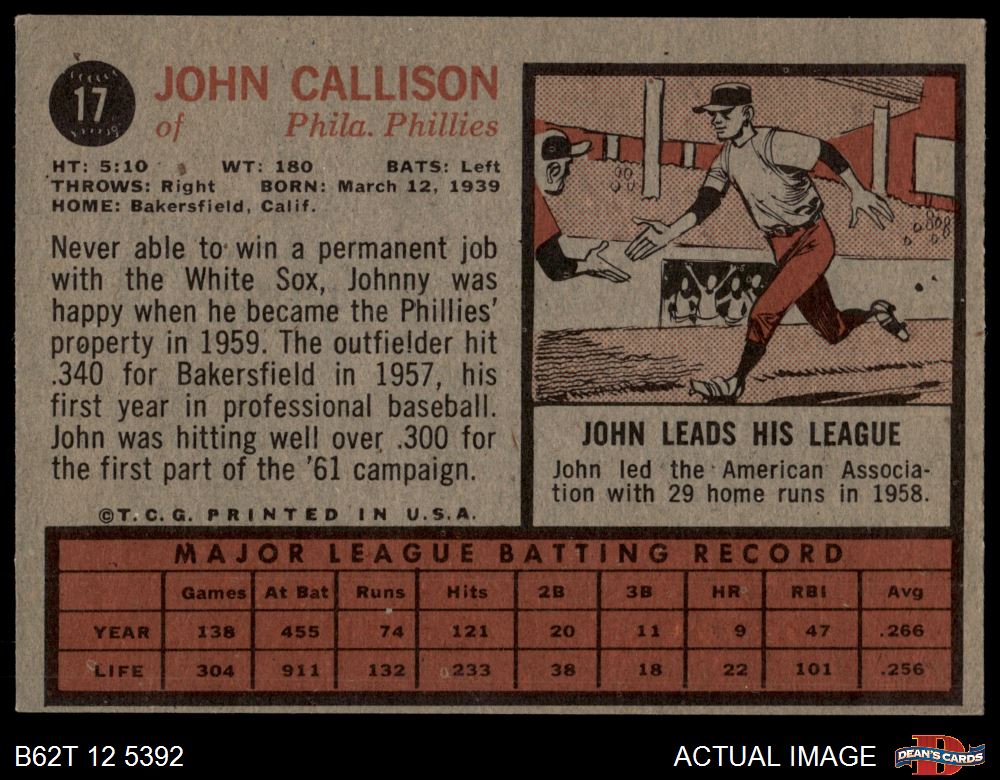 17
JOHN CALLISON
of Phila. Phillies
HT: 5:10 WT: 180 BATS: Left
THROWS: Right BORN: March 12, 1939
HOME: Bakersfield, Calif.
Never able to win a permanent job
with the White Sox, Johnny was
happy when he became the Phillies'
property in 1959. The outfielder hit
.340 for Bakersfield in 1957, his
first year in professional baseball.
John was hitting well over .300 for
the first part of the '61 campaign.
©T.C.G. PRINTED IN U.S.A.
JOHN LEADS HIS LEAGUE
John led the American Associa-
tion with 29 home runs in 1958.
MAJOR LEAGUE BATTING RECORD
Games At Bat Runs Hits 2B 3B HR RBI Avg
YEAR 138 455 74 121 20 11 9 47 .266
LIFE 304 911 132 233 38 18 22 101 .256
B62T 12 5392
ACTUAL IMAGE
DEAN'S CARDS